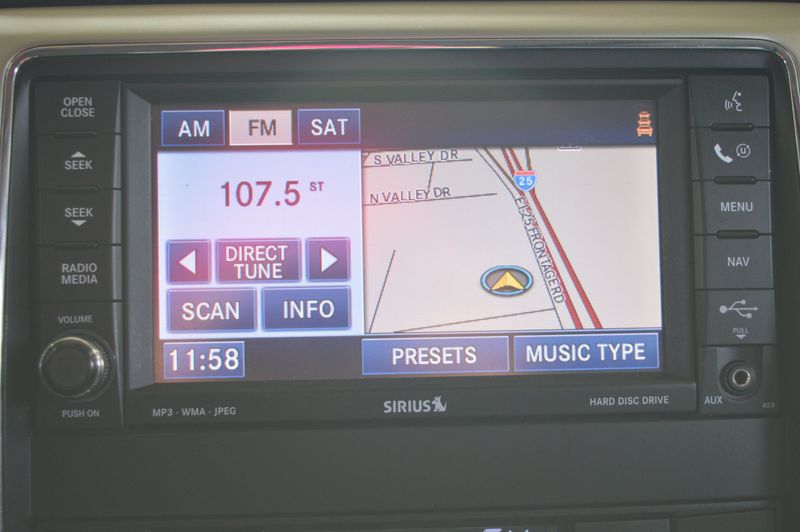 OPEN
CLOSE
SEEK
SEEK
RADIO
MEDIA
VOLUME
PUSH ON
AM
FM
SAT
107.5 ST
DIRECT
TUNE
SCAN
INFO
11:58
S VALLEY DR
N VALLEY DR
25
E I-25 FRONTAGE RD
PRESETS
MUSIC TYPE
MP3 · WMA · JPEG
SIRIUS
HARD DISC DRIVE
MENU
NAV
PULL
AUX